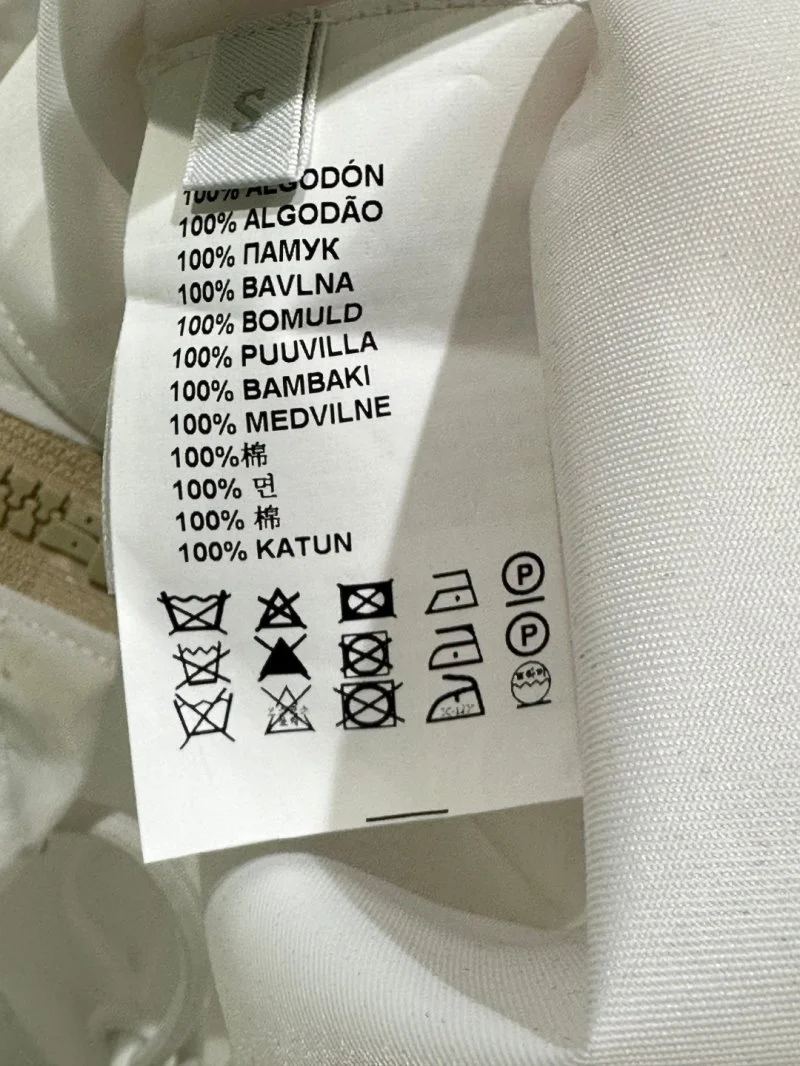 100% ALGODÓN
100% ALGODÃO
100% ПАМУК
100% BAVLNA
100% BOMULD
100% PUUVILLA
100% BAMBAKI
100% MEDVILNE
100%棉
100% 면
100% 棉
100% KATUN
P
P